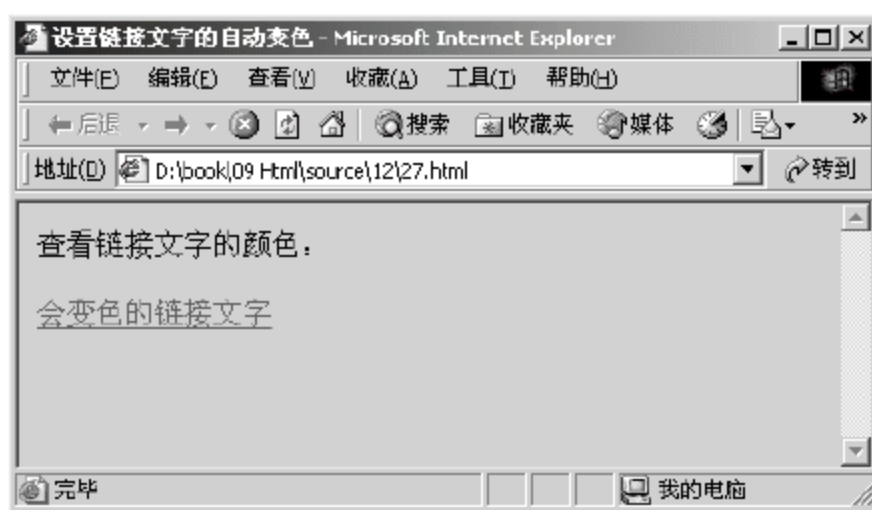 设置链接文字的自动变色 - Microsoft Internet Explorer
文件(F) 编辑(E) 查看(V) 收藏(A) 工具(T) 帮助(H)
后退 搜索 收藏夹 媒体 »
地址(D) D:\book\09 Html\source\12\27.html 转到
查看链接文字的颜色：
会变色的链接文字
完毕 我的电脑